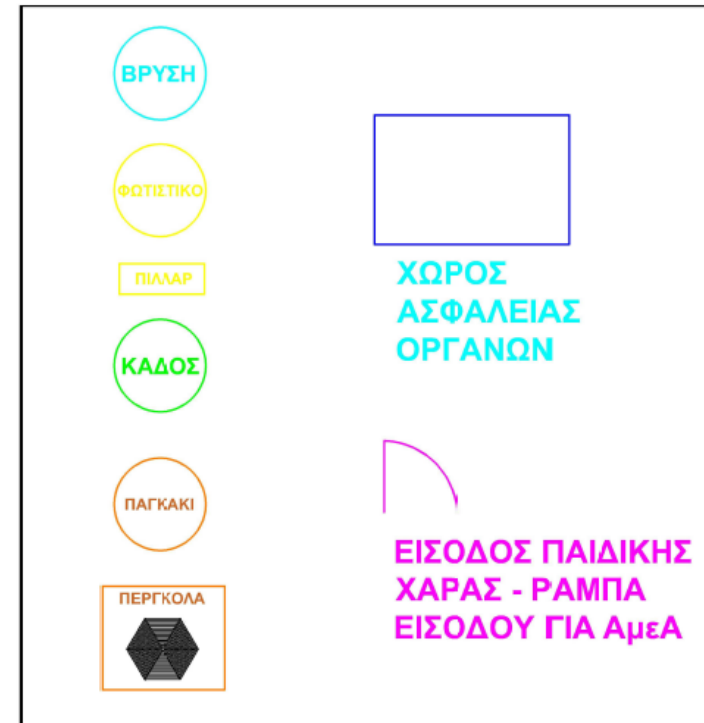 ΒΡΥΣΗ
ΦΩΤΙΣΤΙΚΟ
ΠΙΛΛΑΡ
ΚΑΔΟΣ
ΠΑΓΚΑΚΙ
ΠΕΡΓΚΟΛΑ
ΧΩΡΟΣ
ΑΣΦΑΛΕΙΑΣ
ΟΡΓΑΝΩΝ
ΕΙΣΟΔΟΣ ΠΑΙΔΙΚΗΣ
ΧΑΡΑΣ - ΡΑΜΠΑ
ΕΙΣΟΔΟΥ ΓΙΑ ΑμεΑ